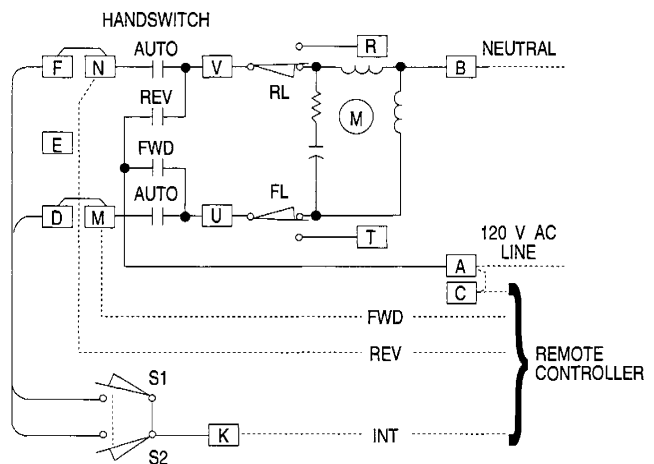 HANDSWITCH
AUTO
R
F
N
V
B
NEUTRAL
RL
REV
M
E
FWD
AUTO
FL
D
M
U
T
120 V AC
LINE
A
C
FWD
REV
REMOTE
CONTROLLER
S1
K
INT
S2